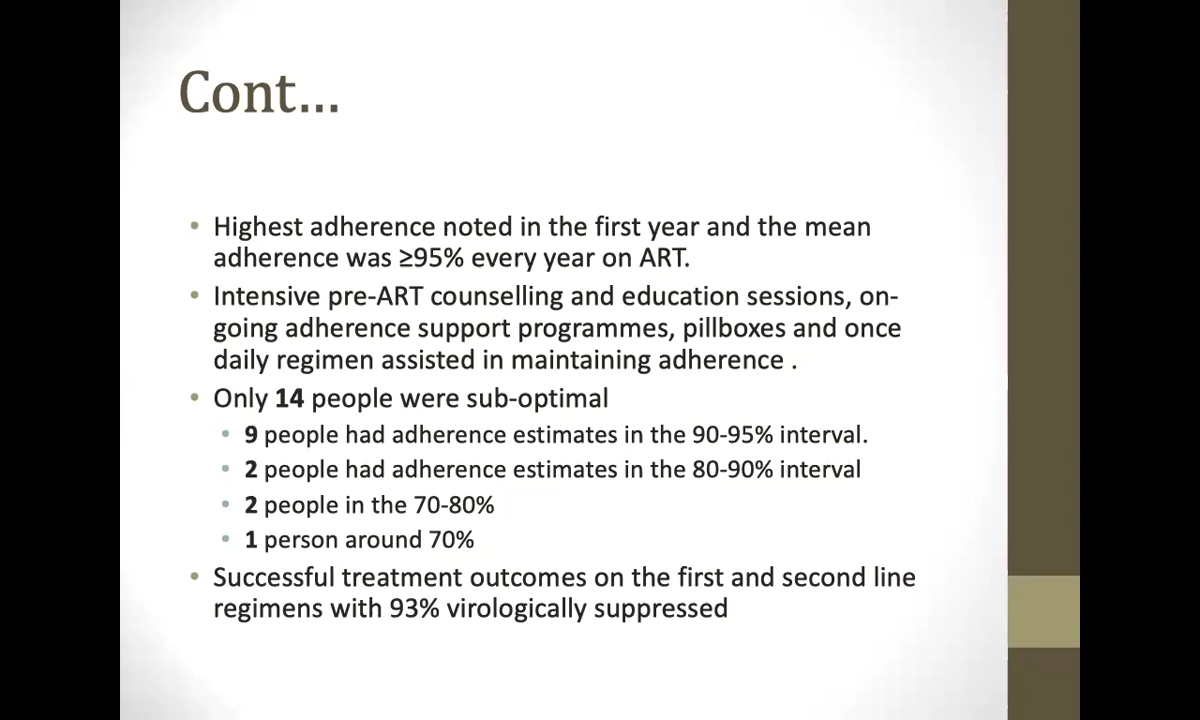 Cont...
• Highest adherence noted in the first year and the mean
adherence was ≥95% every year on ART.
• Intensive pre-ART counselling and education sessions, on-
going adherence support programmes, pillboxes and once
daily regimen assisted in maintaining adherence .
• Only 14 people were sub-optimal
• 9 people had adherence estimates in the 90-95% interval.
• 2 people had adherence estimates in the 80-90% interval
• 2 people in the 70-80%
• 1 person around 70%
• Successful treatment outcomes on the first and second line
regimens with 93% virologically suppressed